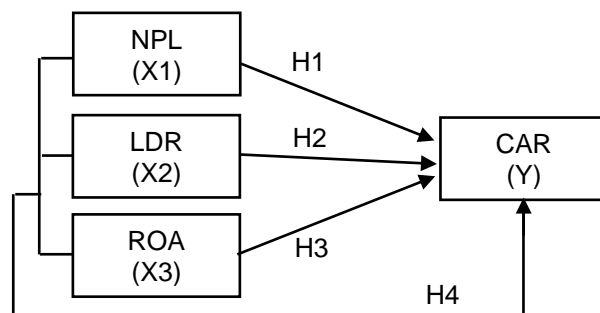 NPL
(X1)
H1
LDR
(X2)
H2
CAR
(Y)
ROA
(X3)
H3
H4